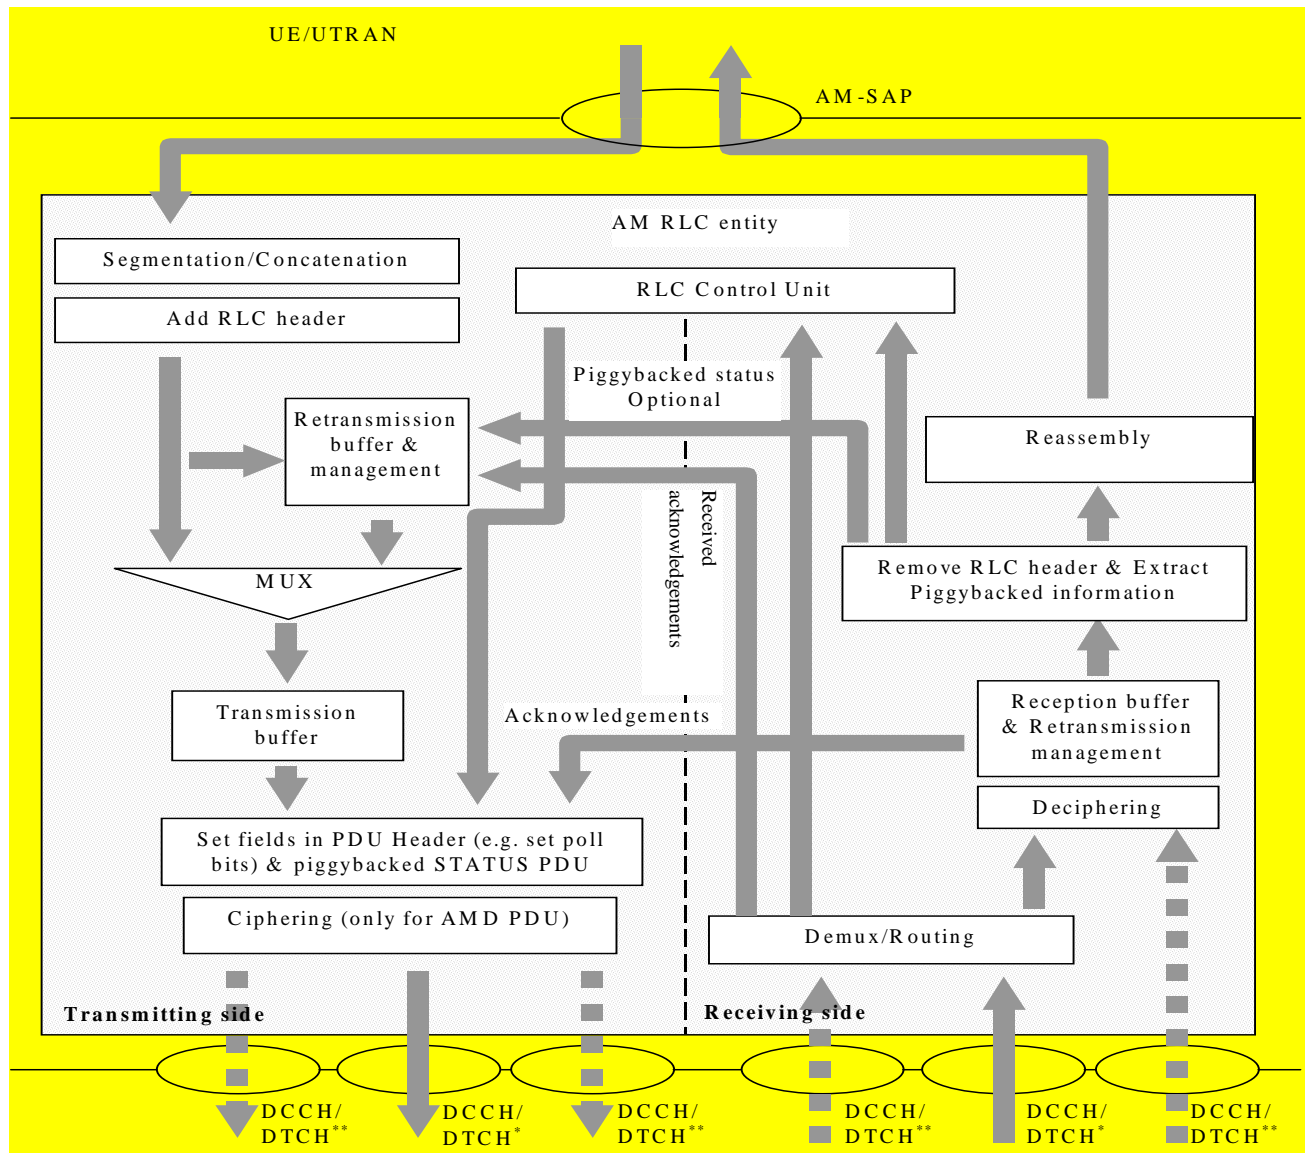 UE/UTRAN
AM-SAP
AM RLC entity
Segmentation/Concatenation
RLC Control Unit
Add RLC header
Piggybacked status
Optional
Retransmission
buffer &
management
Reassembly
Received
acknowledgements
MUX
Remove RLC header & Extract
Piggybacked information
Transmission
buffer
Acknowledgements
Reception buffer
& Retransmission
management
Deciphering
Set fields in PDU Header (e.g. set poll
bits) & piggybacked STATUS PDU
Ciphering (only for AMD PDU)
Demux/Routing
Transmitting side
Receiving side
DCCH/
DTCH**
DCCH/
DTCH*
DCCH/
DTCH**
DCCH/
DTCH**
DCCH/
DTCH*
DCCH/
DTCH**